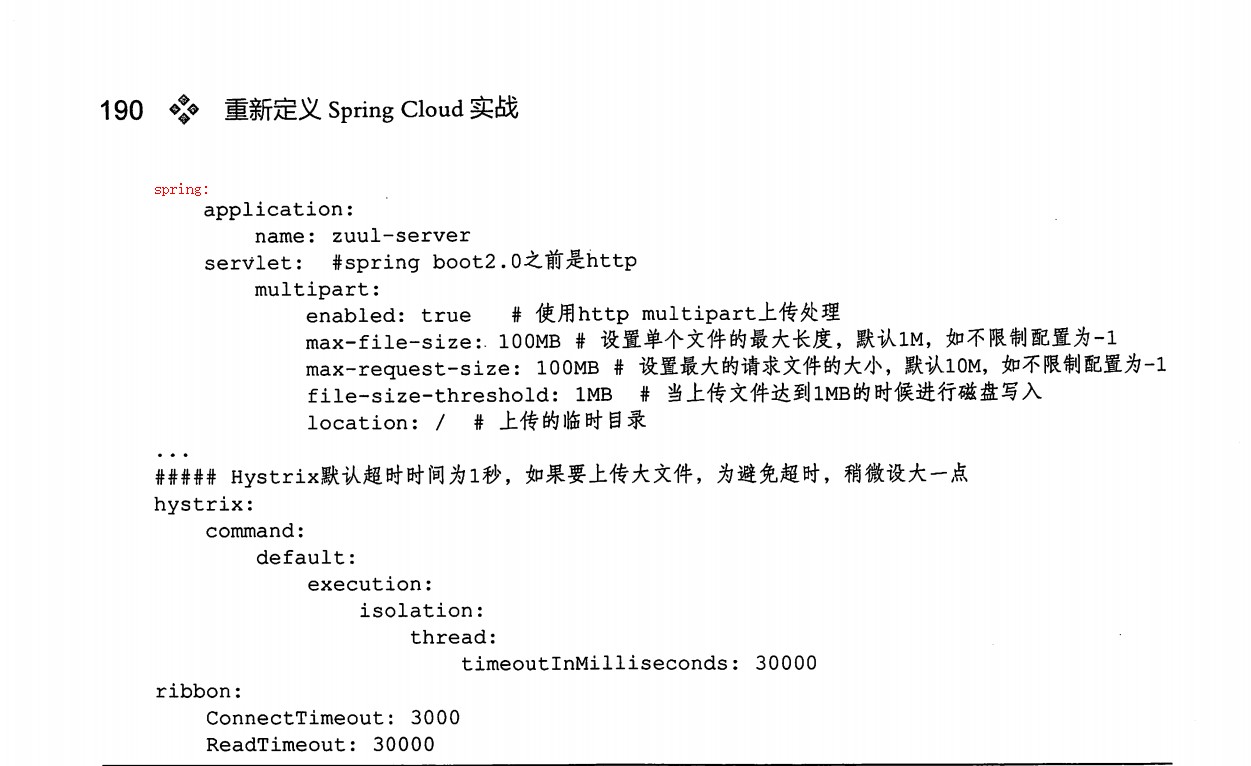 190 重新定义 Spring Cloud 实战
spring:
application:
name: zuul-server
servlet: #spring boot2.0之前是http
multipart:
enabled: true # 使用http multipart上传处理
max-file-size: 100MB # 设置单个文件的最大长度，默认1M，如不限制配置为-1
max-request-size: 100MB # 设置最大的请求文件的大小，默认10M，如不限制配置为-1
file-size-threshold: 1MB # 当上传文件达到1MB的时候进行磁盘写入
location: / # 上传的临时目录
...
##### Hystrix默认超时时间为1秒，如果要上传大文件，为避免超时，稍微设大一点
hystrix:
command:
default:
execution:
isolation:
thread:
timeoutInMilliseconds: 30000
ribbon:
ConnectTimeout: 3000
ReadTimeout: 30000